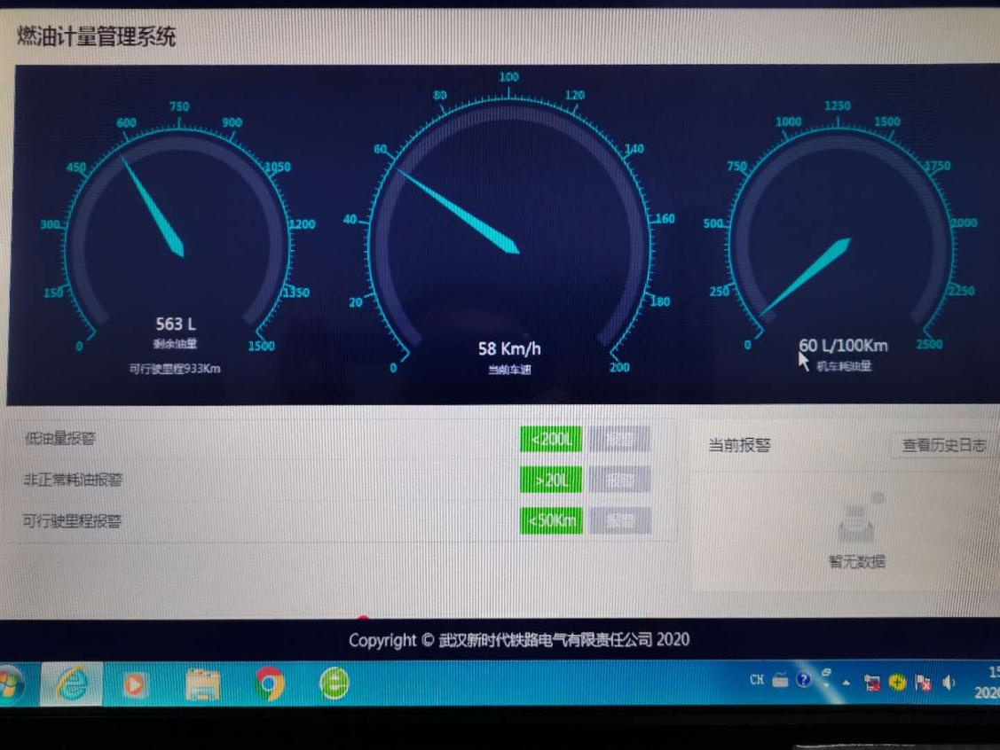 燃油计量管理系统
0
150
300
450
600
750
900
1050
1200
1350
1500
563 L
剩余油量
可行驶里程933Km
0
20
40
60
80
100
120
140
160
180
200
58 Km/h
当前车速
0
250
500
750
1000
1250
1500
1750
2000
2250
2500
60 L/100Km
机车耗油量
低油量报警 <200L 报警
非正常耗油报警 >20L 报警
可行驶里程报警 <50Km 报警
当前报警 查看历史日志
暂无数据
Copyright © 武汉新时代铁路电气有限责任公司 2020
CH